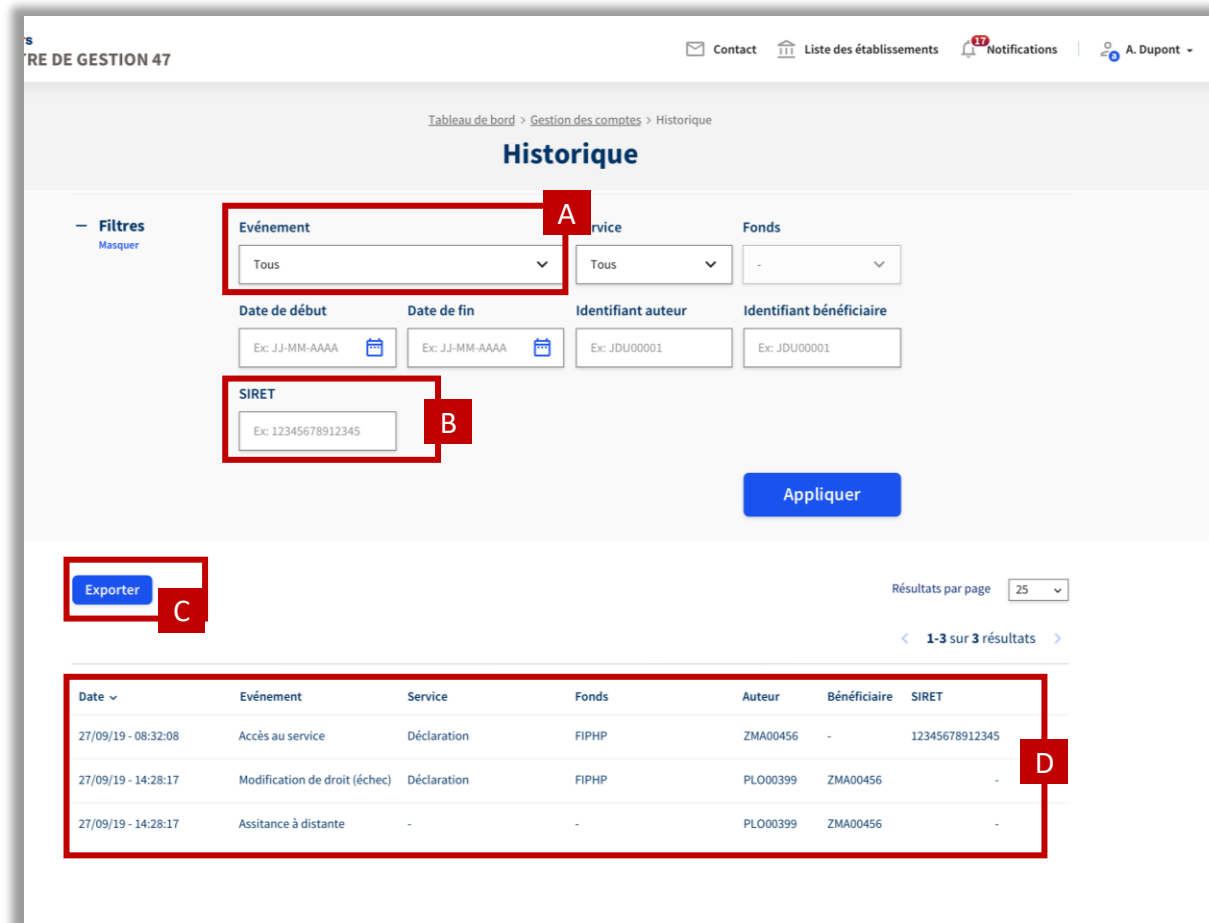 rs
TRE DE GESTION 47
Contact Liste des établissements 17 Notifications a A. Dupont
Tableau de bord > Gestion des comptes > Historique
Historique
A
— Filtres
Masquer
Evénement rvice Fonds
Tous Tous -
Date de début Date de fin Identifiant auteur Identifiant bénéficiaire
Ex: JJ-MM-AAAA Ex: JJ-MM-AAAA Ex: JDU00001 Ex: JDU00001
SIRET
Ex: 12345678912345
B
Appliquer
Exporter
C
Résultats par page 25
< 1-3 sur 3 résultats >
Date Evénement Service Fonds Auteur Bénéficiaire SIRET
27/09/19 - 08:32:08 Accès au service Déclaration FIPHP ZMA00456 - 12345678912345
D
27/09/19 - 14:28:17 Modification de droit (échec) Déclaration FIPHP PLO00399 ZMA00456 -
27/09/19 - 14:28:17 Assitance à distante - - PLO00399 ZMA00456 -